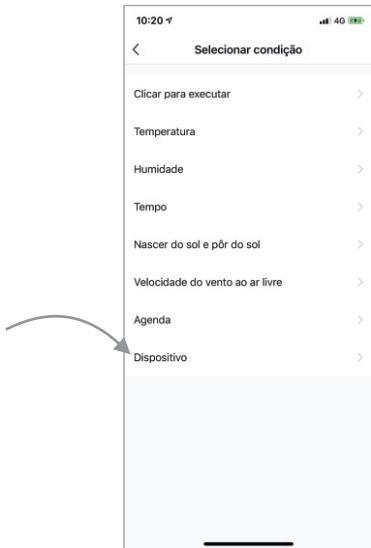 10:20 4G
Selecionar condição
Clicar para executar
Temperatura
Humidade
Tempo
Nascer do sol e pôr do sol
Velocidade do vento ao ar livre
Agenda
Dispositivo